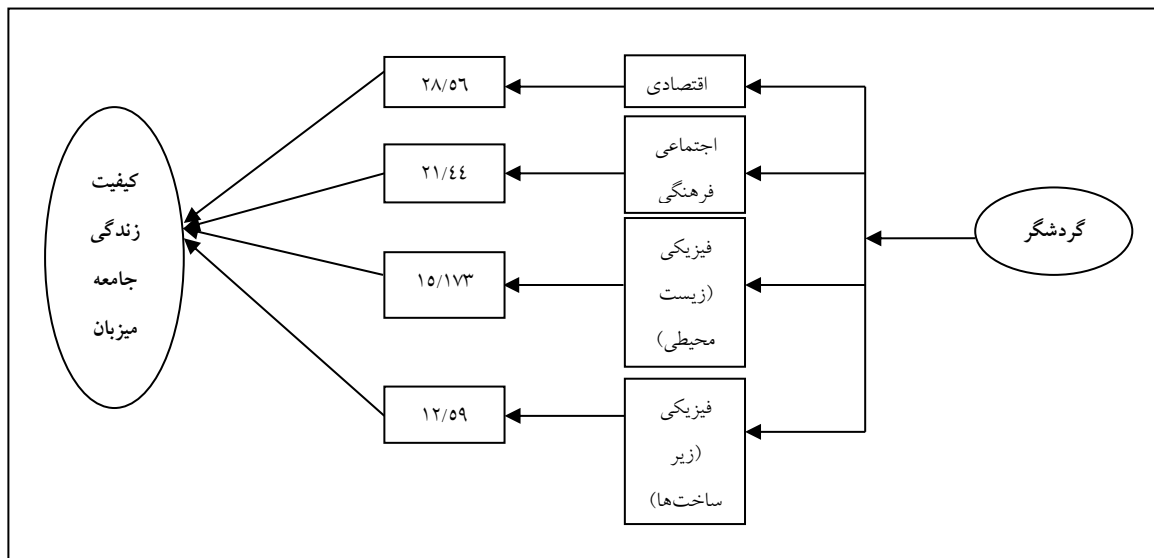 گردشگر
اقتصادی
اجتماعی
فرهنگی
فیزیکی
(زیست
محیطی)
فیزیکی
(زیر
ساخت‌ها)
۲۸/۵۶
۲۱/٤٤
۱۵/۱۷۳
۱۲/۵۹
کیفیت
زندگی
جامعه
میزبان